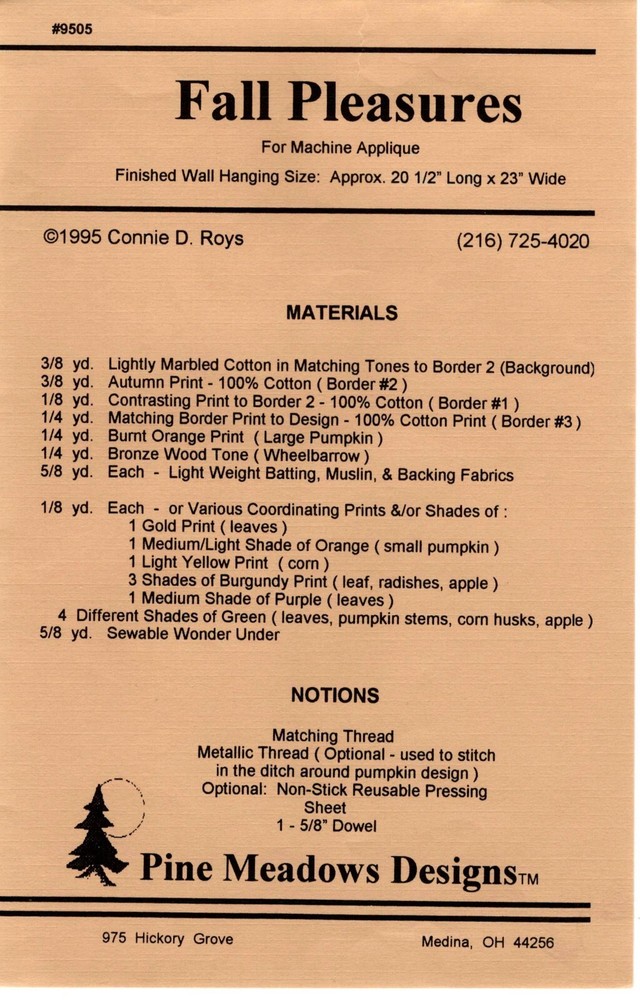 #9505
Fall Pleasures
For Machine Applique
Finished Wall Hanging Size: Approx. 20 1/2" Long x 23" Wide
©1995 Connie D. Roys (216) 725-4020
MATERIALS
3/8 yd. Lightly Marbled Cotton in Matching Tones to Border 2 (Background)
3/8 yd. Autumn Print - 100% Cotton ( Border #2 )
1/8 yd. Contrasting Print to Border 2 - 100% Cotton ( Border #1 )
1/4 yd. Matching Border Print to Design - 100% Cotton Print ( Border #3 )
1/4 yd. Burnt Orange Print ( Large Pumpkin )
1/4 yd. Bronze Wood Tone ( Wheelbarrow )
5/8 yd. Each - Light Weight Batting, Muslin, & Backing Fabrics
1/8 yd. Each - or Various Coordinating Prints &/or Shades of :
1 Gold Print ( leaves )
1 Medium/Light Shade of Orange ( small pumpkin )
1 Light Yellow Print ( corn )
3 Shades of Burgundy Print ( leaf, radishes, apple )
1 Medium Shade of Purple ( leaves )
4 Different Shades of Green ( leaves, pumpkin stems, corn husks, apple )
5/8 yd. Sewable Wonder Under
NOTIONS
Matching Thread
Metallic Thread ( Optional - used to stitch
in the ditch around pumpkin design )
Optional: Non-Stick Reusable Pressing
Sheet
1 - 5/8" Dowel
Pine Meadows Designs™
975 Hickory Grove Medina, OH 44256